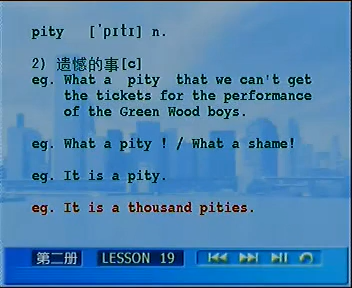 pity ['pɪtɪ] n.
2) 遗憾的事[c]
eg. What a pity that we can't get
the tickets for the performance
of the Green Wood boys.
eg. What a pity ! / What a shame!
eg. It is a pity.
eg. It is a thousand pities.
第二册 LESSON 19